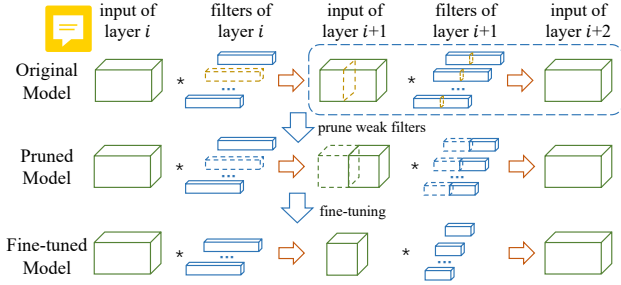 input of filters of input of filters of input of
layer i layer i layer i+1 layer i+1 layer i+2
Original
Model
* ... * ...
prune weak filters
Pruned
Model
* ... * ...
fine-tuning
Fine-tuned
Model
* ... * ...